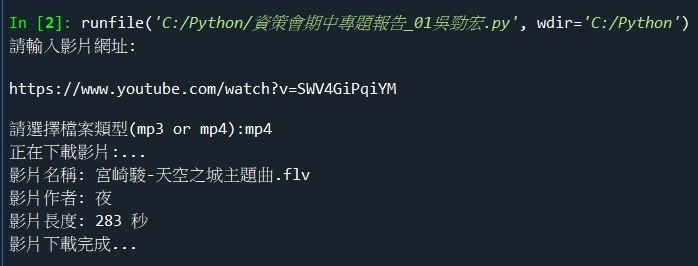 In [2]: runfile('C:/Python/資策會期中專題報告_01吳勁宏.py', wdir='C:/Python')
請輸入影片網址:
https://www.youtube.com/watch?v=SWV4GiPqiYM
請選擇檔案類型(mp3 or mp4):mp4
正在下載影片:...
影片名稱: 宮崎駿-天空之城主題曲.flv
影片作者: 夜
影片長度: 283 秒
影片下載完成...